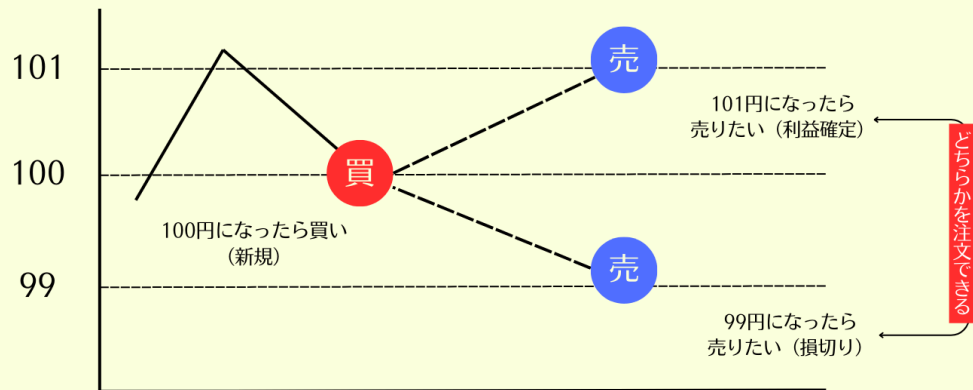 101
売
101円になったら
売りたい（利益確定）
100
買
100円になったら買い
（新規）
どちらかを注文できる
99
売
99円になったら
売りたい（損切り）